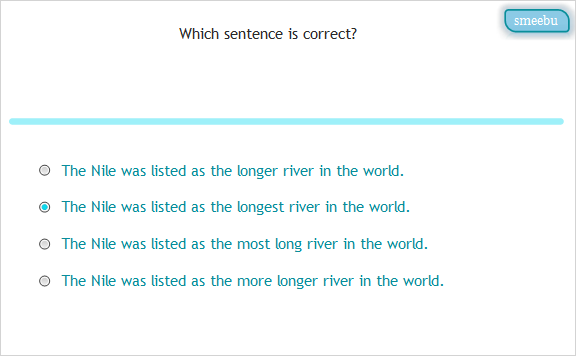 smeebu
Which sentence is correct?
The Nile was listed as the longer river in the world.
The Nile was listed as the longest river in the world.
The Nile was listed as the most long river in the world.
The Nile was listed as the more longer river in the world.